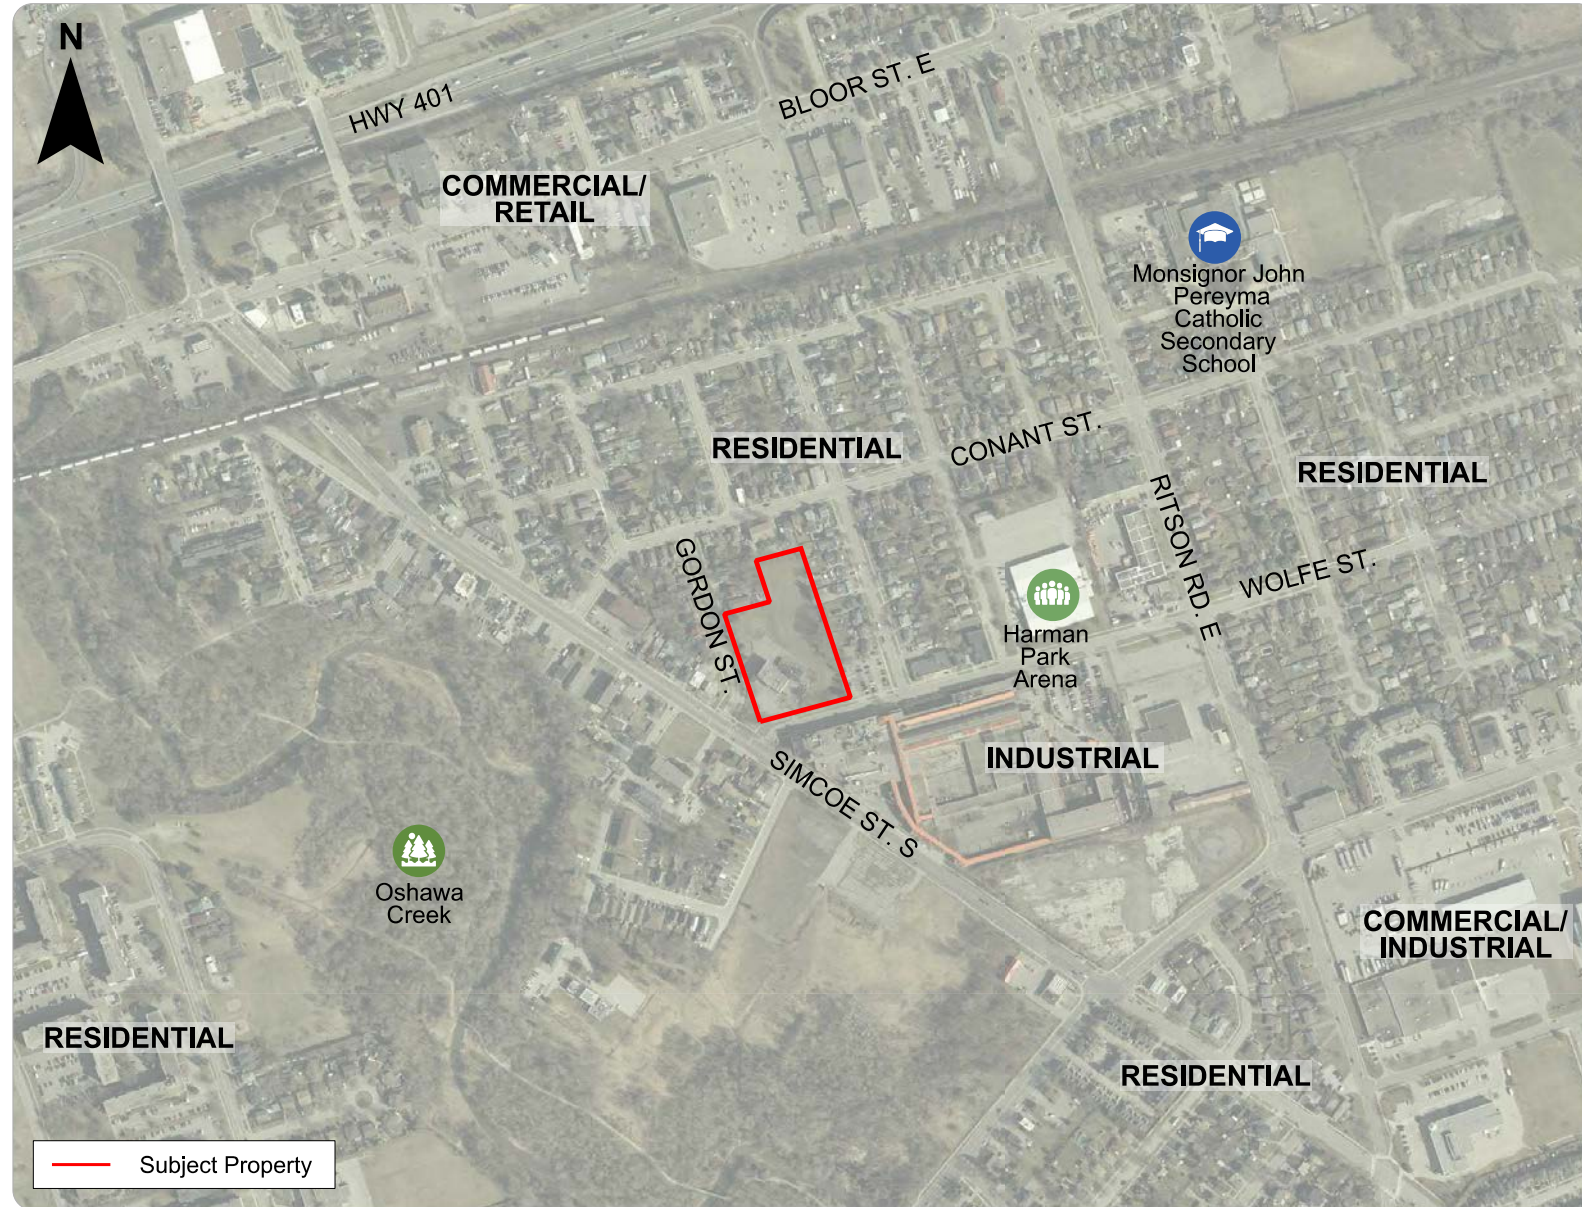 N
HWY 401
BLOOR ST. E
COMMERCIAL/
RETAIL
Monsignor John
Pereyma
Catholic
Secondary
School
RESIDENTIAL
CONANT ST.
RESIDENTIAL
GORDON ST.
RITSON RD. E
WOLFE ST.
Harman
Park
Arena
INDUSTRIAL
SIMCOE ST. S
Oshawa
Creek
COMMERCIAL/
INDUSTRIAL
RESIDENTIAL
RESIDENTIAL
Subject Property